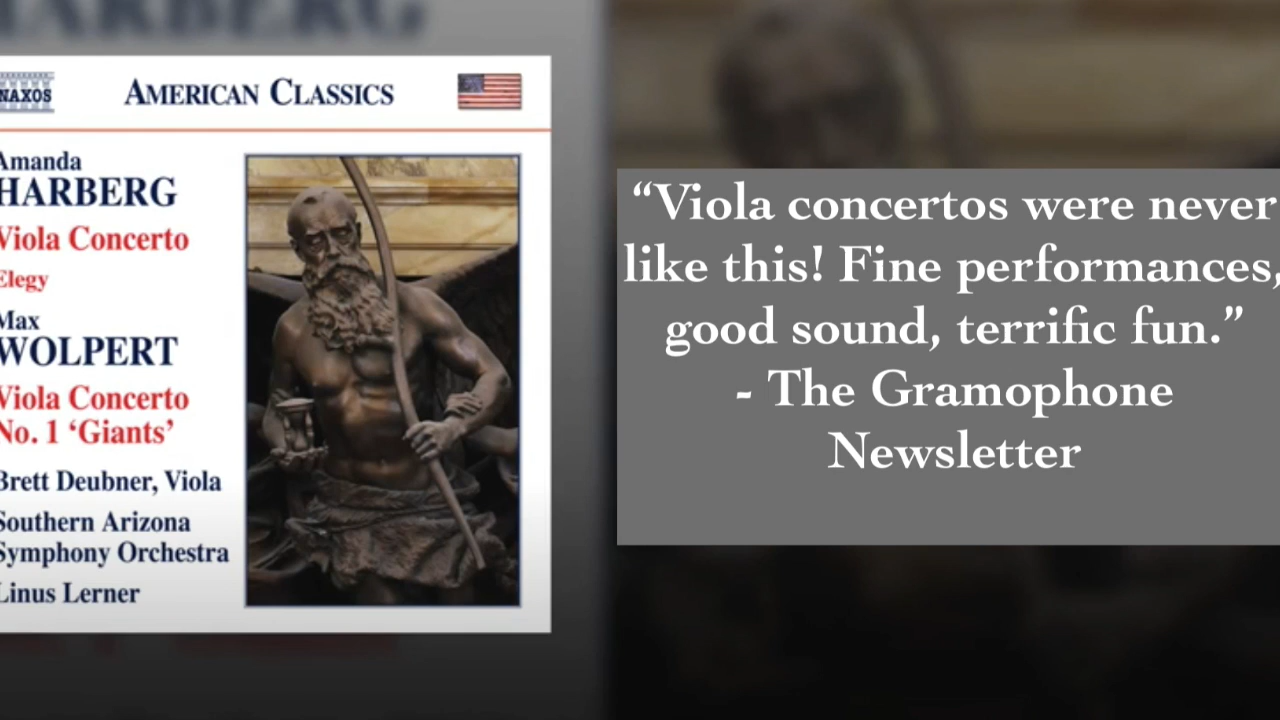 HARBERG
NAXOS
AMERICAN CLASSICS
Amanda
HARBERG
Viola Concerto
Elegy
Max
WOLPERT
Viola Concerto
No. 1 ‘Giants’
Brett Deubner, Viola
Southern Arizona
Symphony Orchestra
Linus Lerner
“Viola concertos were never
like this! Fine performances,
good sound, terrific fun.”
- The Gramophone
Newsletter